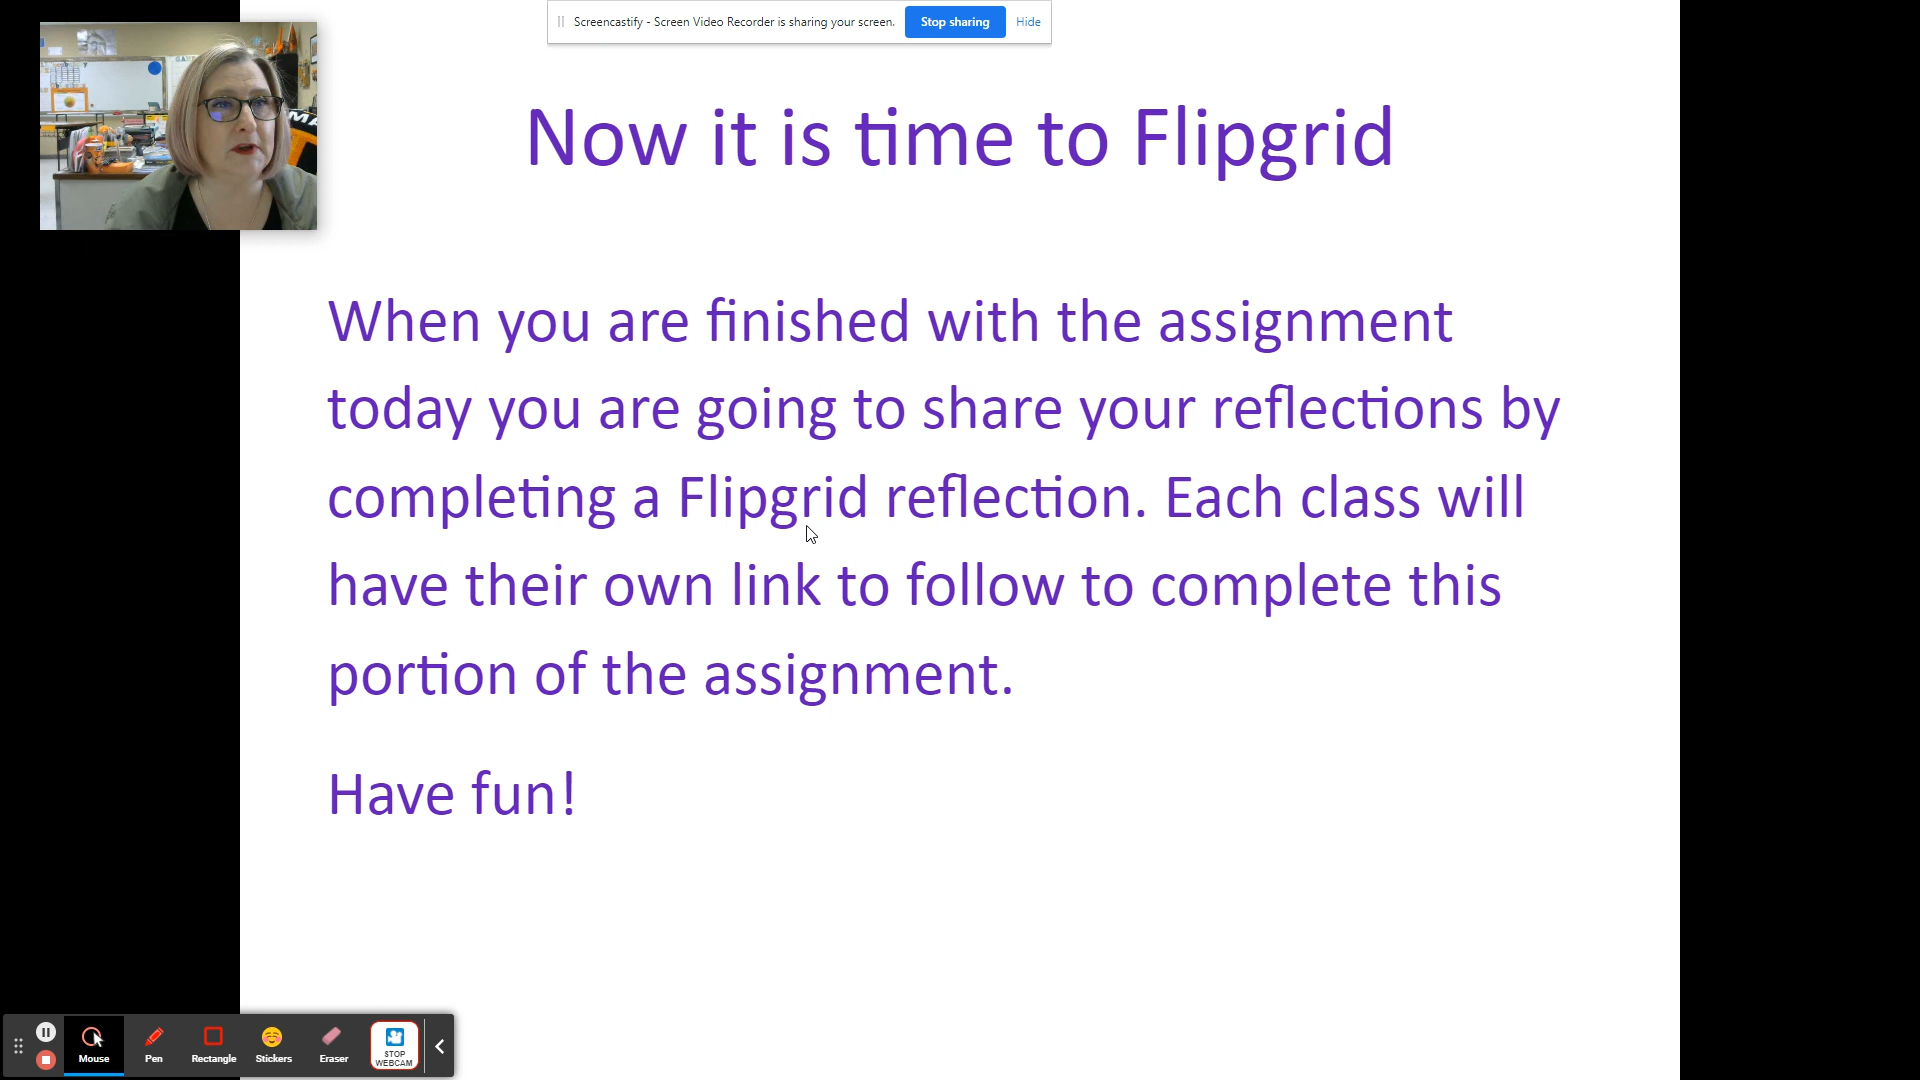 Screencastify - Screen Video Recorder is sharing your screen.
Stop sharing
Hide
Now it is time to Flipgrid
When you are finished with the assignment
today you are going to share your reflections by
completing a Flipgrid reflection. Each class will
have their own link to follow to complete this
portion of the assignment.
Have fun!
Mouse
Pen
Rectangle
Stickers
Eraser
STOP
WEBCAM